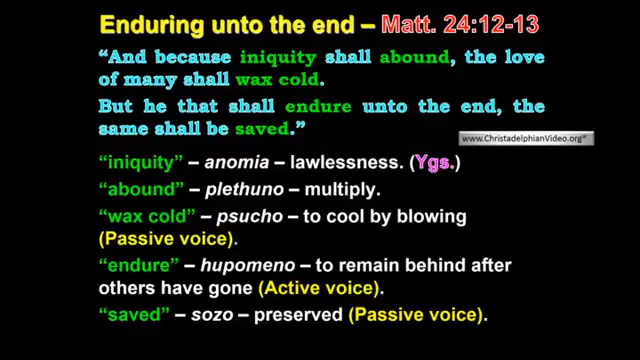 Enduring unto the end – Matt. 24:12-13
“And because iniquity shall abound, the love
of many shall wax cold.
But he that shall endure unto the end, the
same shall be saved.”
www.ChristadelphianVideo.org
“iniquity” – anomia – lawlessness. (Ygs.)
“abound” – plethuno – multiply.
“wax cold” – psucho – to cool by blowing
(Passive voice).
“endure” – hupomeno – to remain behind after
others have gone (Active voice).
“saved” – sozo – preserved (Passive voice).